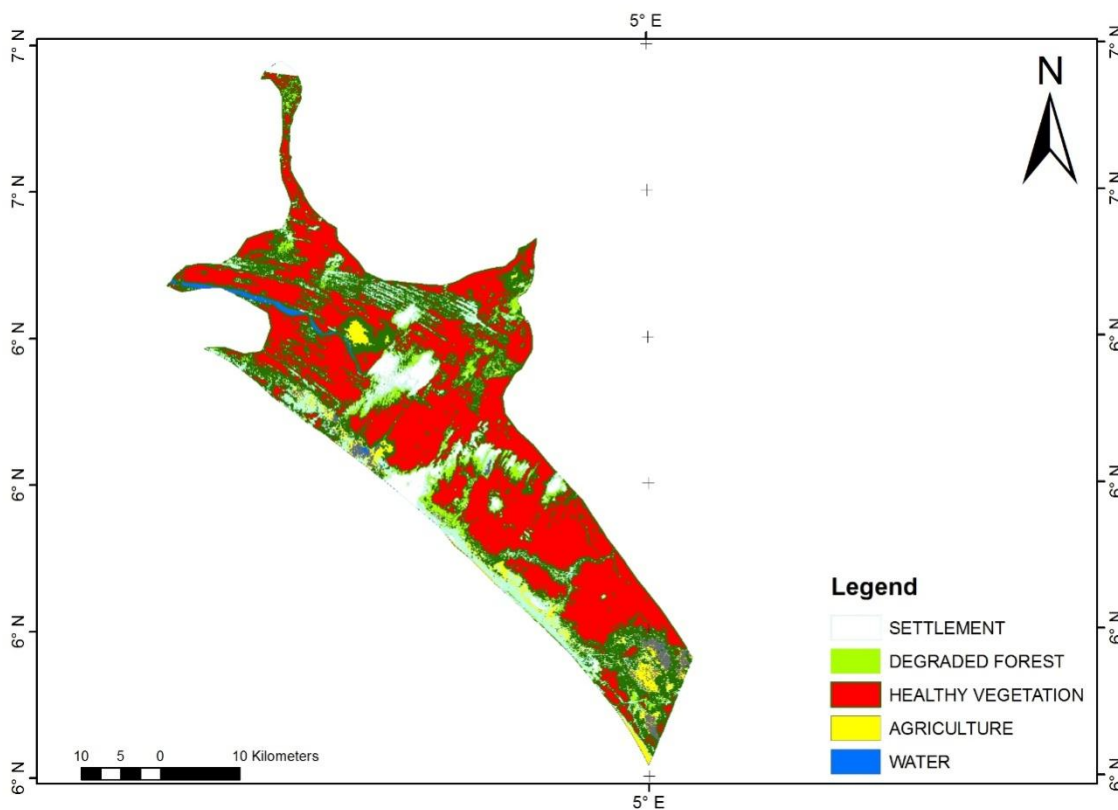 5° E
7° N
7° N
N
7° N
7° N
6° N
6° N
6° N
6° N
Legend
SETTLEMENT
DEGRADED FOREST
HEALTHY VEGETATION
AGRICULTURE
WATER
6° N
6° N
10 5 0 10 Kilometers
6° N
6° N
5° E